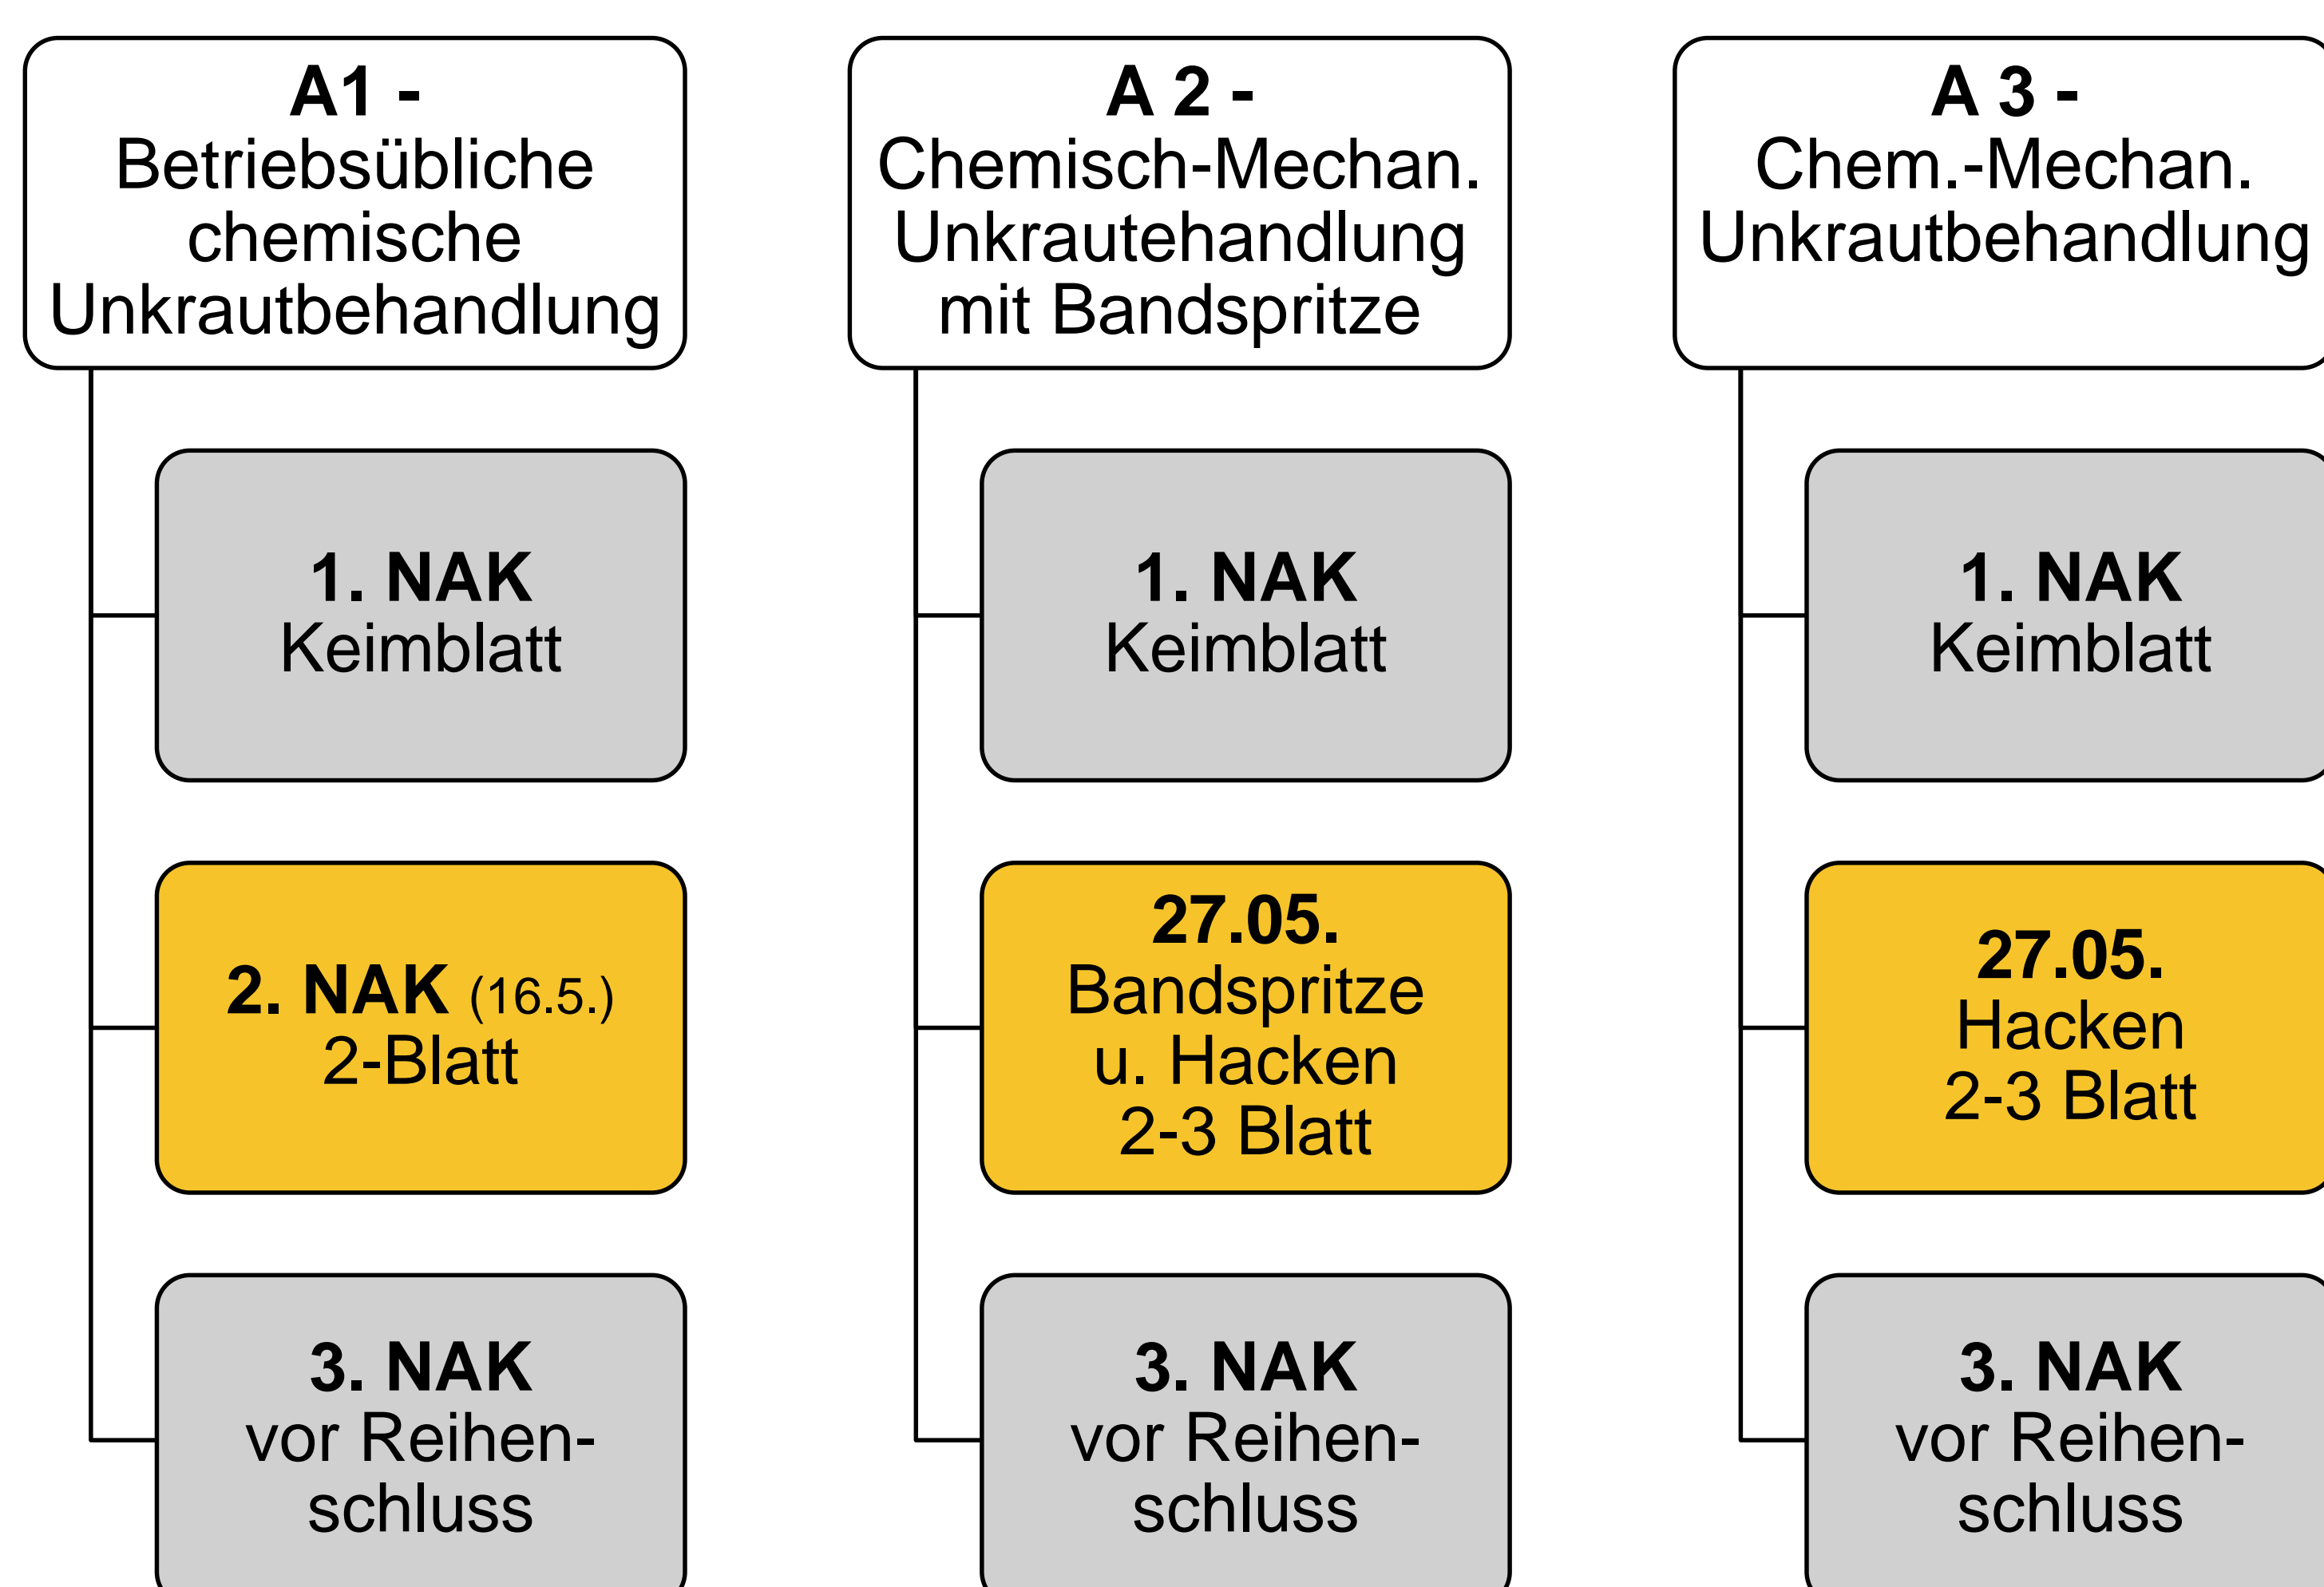 A1 -
Betriebsübliche
chemische
Unkrautbehandlung
1. NAK
Keimblatt
2. NAK (16.5.)
2-Blatt
3. NAK
vor Reihen-
schluss
A 2 -
Chemisch-Mechan.
Unkrautehandlung
mit Bandspritze
1. NAK
Keimblatt
27.05.
Bandspritze
u. Hacken
2-3 Blatt
3. NAK
vor Reihen-
schluss
A 3 -
Chem.-Mechan.
Unkrautbehandlung
1. NAK
Keimblatt
27.05.
Hacken
2-3 Blatt
3. NAK
vor Reihen-
schluss